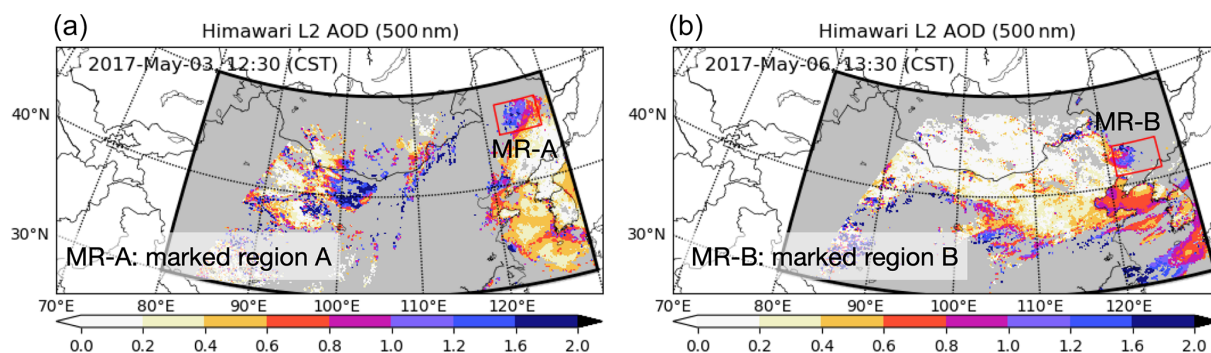 (a)
Himawari L2 AOD (500 nm)
2017-May-03, 12:30 (CST)
40°N
30°N
MR-A
MR-A: marked region A
70°E 80°E 90°E 100°E 110°E 120°E
0.0 0.2 0.4 0.6 0.8 1.0 1.2 1.6 2.0
(b)
Himawari L2 AOD (500 nm)
2017-May-06, 13:30 (CST)
40°N
30°N
MR-B
MR-B: marked region B
70°E 80°E 90°E 100°E 110°E 120°E
0.0 0.2 0.4 0.6 0.8 1.0 1.2 1.6 2.0